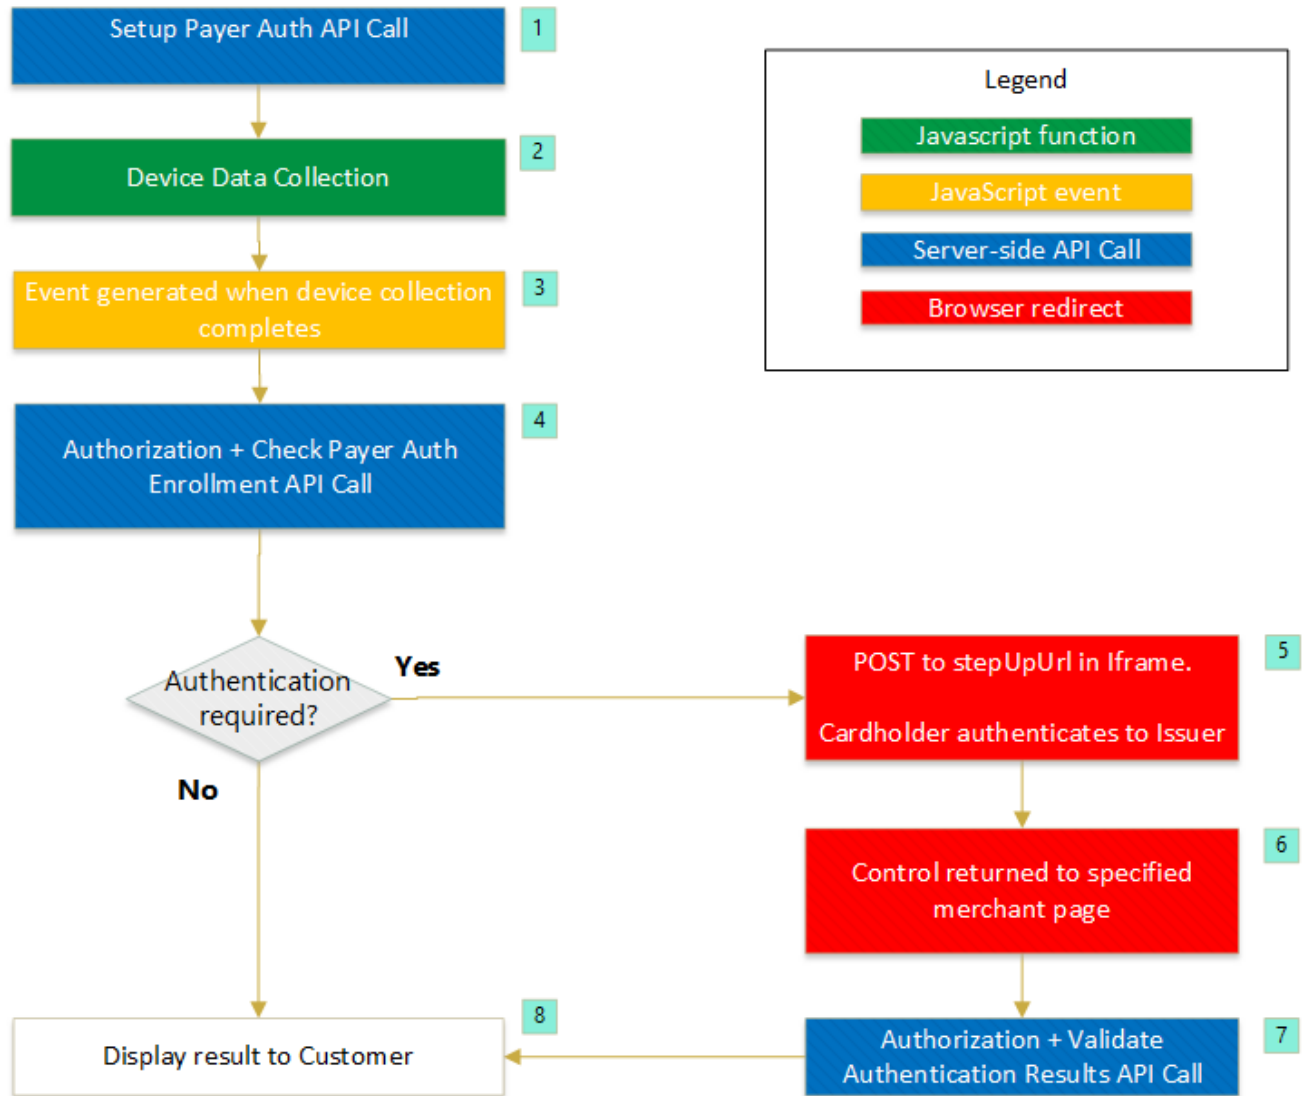 Setup Payer Auth API Call
1
Legend
Javascript function
JavaScript event
Server-side API Call
Browser redirect
Device Data Collection
2
Event generated when device collection
completes
3
Authorization + Check Payer Auth
Enrollment API Call
4
Authentication
required?
Yes
No
POST to stepUpUrl in Iframe.
Cardholder authenticates to Issuer
5
Control returned to specified
merchant page
6
Authorization + Validate
Authentication Results API Call
7
Display result to Customer
8